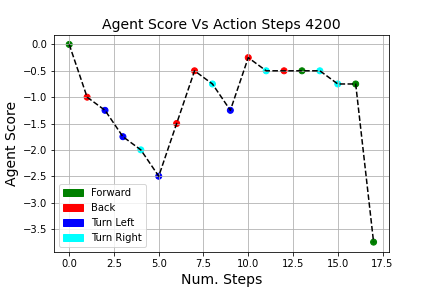 Agent Score Vs Action Steps 4200
Agent Score
0.0
−0.5
−1.0
−1.5
−2.0
−2.5
−3.0
−3.5
Forward
Back
Turn Left
Turn Right
0.0 2.5 5.0 7.5 10.0 12.5 15.0 17.5
Num. Steps